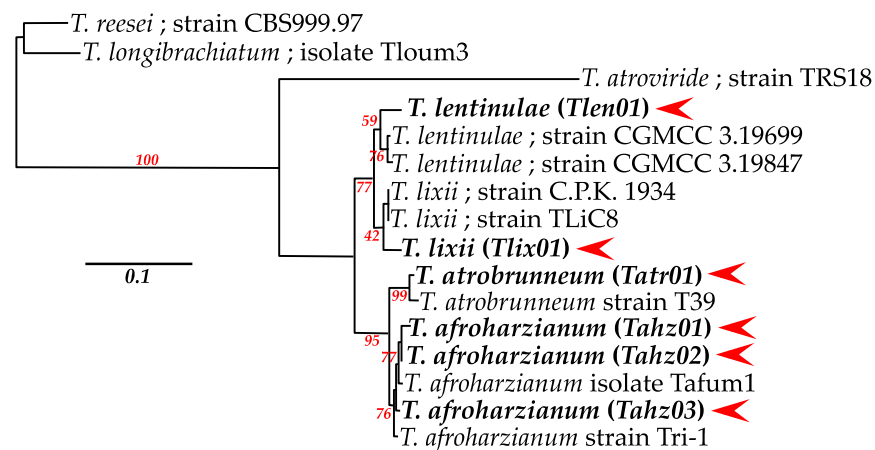 T. reesei ; strain CBS999.97
T. longibrachiatum ; isolate Tloum3
T. atroviride ; strain TRS18
T. lentinulae (Tlen01)
59
T. lentinulae ; strain CGMCC 3.19699
76
100
T. lentinulae ; strain CGMCC 3.19847
77
T. lixii ; strain C.P.K. 1934
T. lixii ; strain TLiC8
42
T. lixii (Tlix01)
0.1
T. atrobrunneum (Tatr01)
99
T. atrobrunneum strain T39
T. afroharzianum (Tahz01)
95
T. afroharzianum (Tahz02)
77
T. afroharzianum isolate Tafum1
T. afroharzianum (Tahz03)
76
T. afroharzianum strain Tri-1